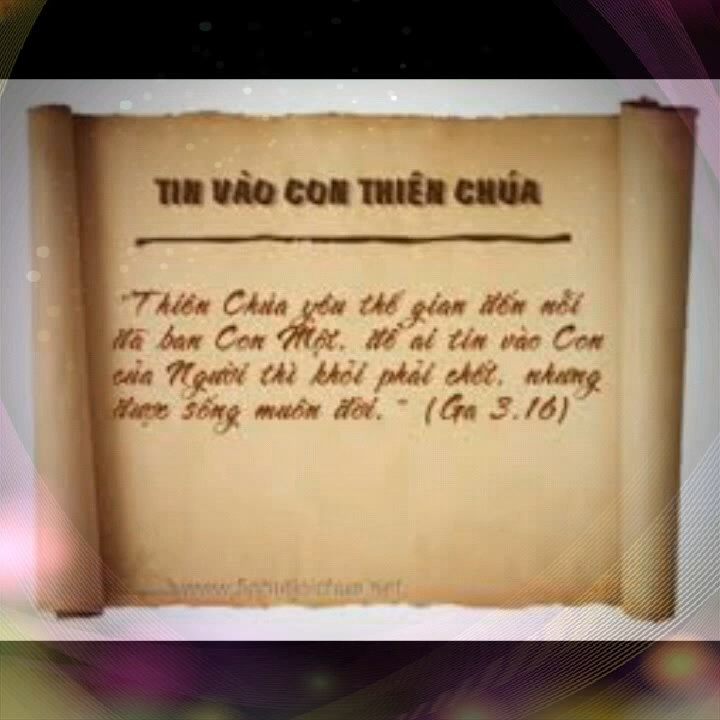 TIN VÀO CON THIÊN CHÚA
"Thiên Chúa yêu thế gian đến nỗi
đã ban Con Một, để ai tin vào Con
của Người thì khỏi phải chết, nhưng
được sống muôn đời." (Ga 3.16)